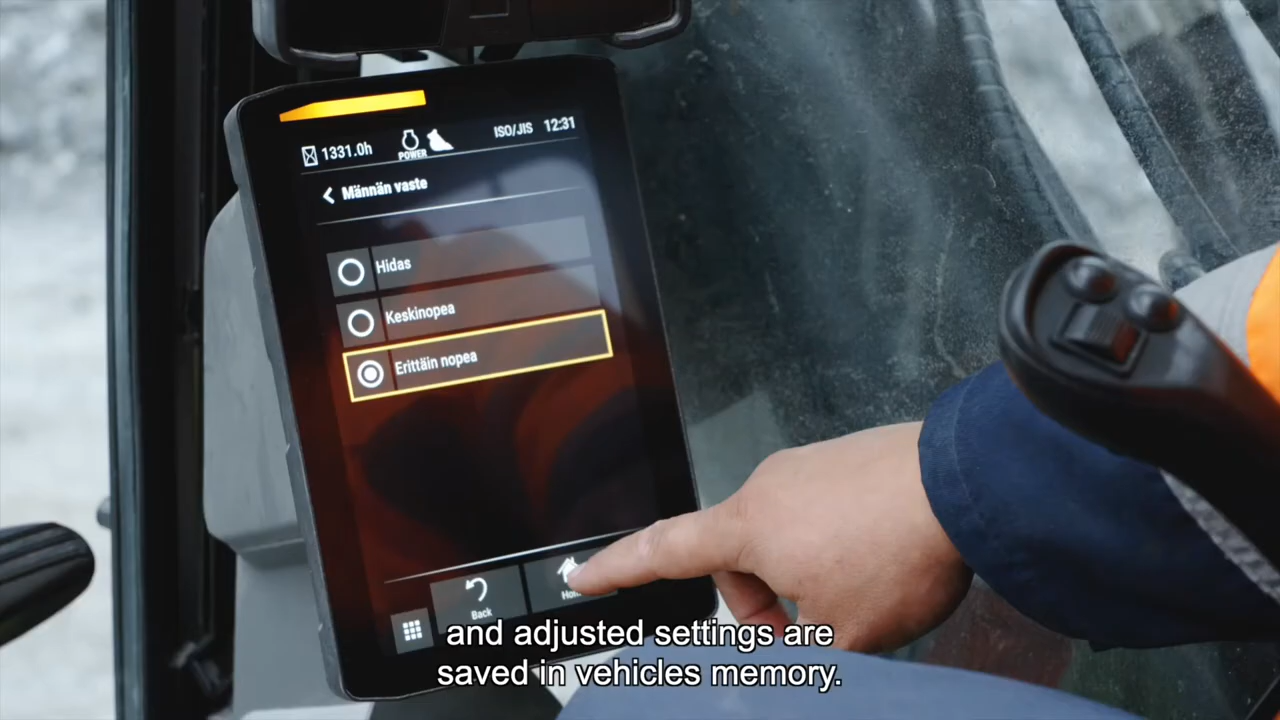 1331.0h
POWER
ISO/JIS 12:31
Männän vaste
Hidas
Keskinopea
Erittäin nopea
Back
and adjusted settings are
saved in vehicles memory.